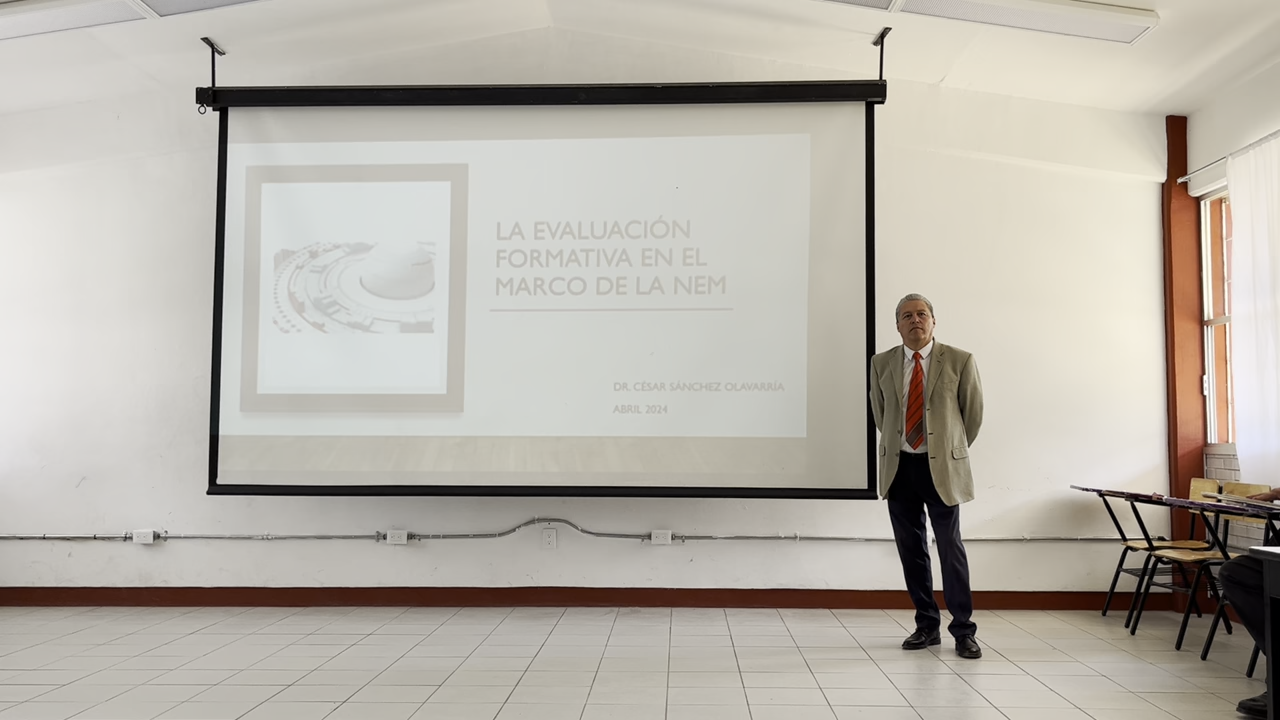 LA EVALUACIÓN
FORMATIVA EN EL
MARCO DE LA NEM
DR. CÉSAR SÁNCHEZ OLAVARRÍA
ABRIL 2024